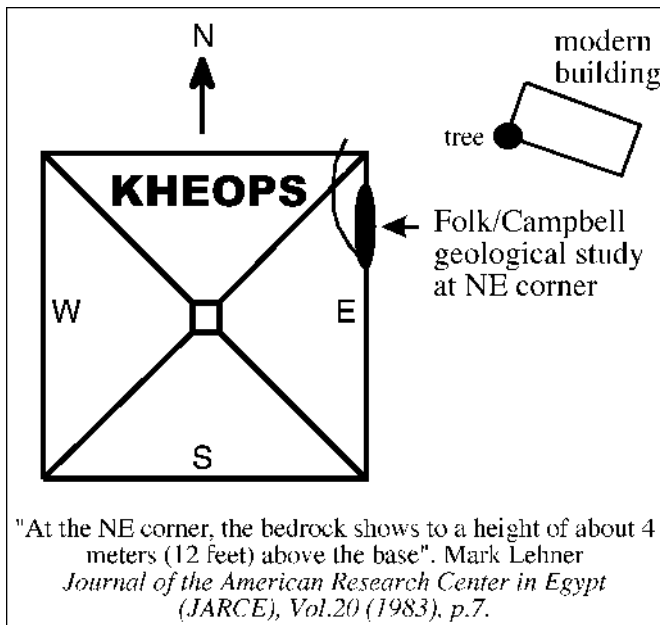 N
modern
building
tree
KHEOPS
Folk/Campbell
geological study
at NE corner
W
E
S
"At the NE corner, the bedrock shows to a height of about 4
meters (12 feet) above the base". Mark Lehner
Journal of the American Research Center in Egypt
(JARCE), Vol.20 (1983), p.7.